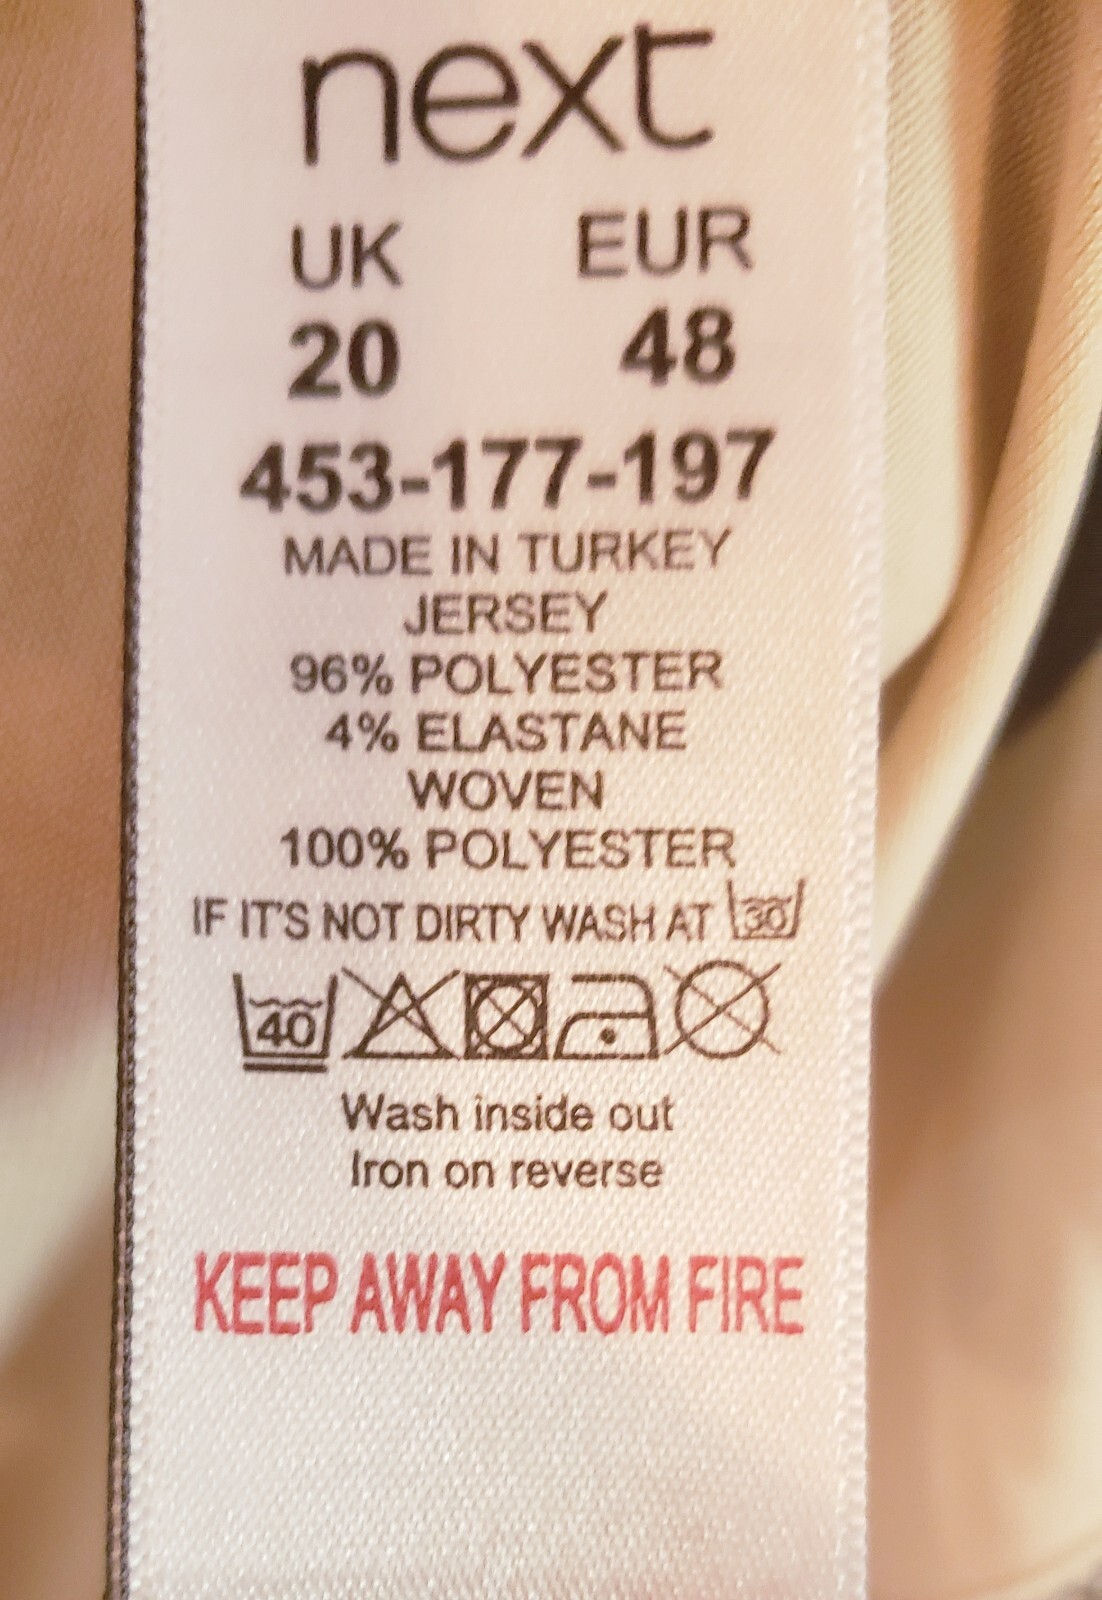 next
UK EUR
20 48
453-177-197
MADE IN TURKEY
JERSEY
96% POLYESTER
4% ELASTANE
WOVEN
100% POLYESTER
IF IT'S NOT DIRTY WASH AT 30
40
Wash inside out
Iron on reverse
KEEP AWAY FROM FIRE